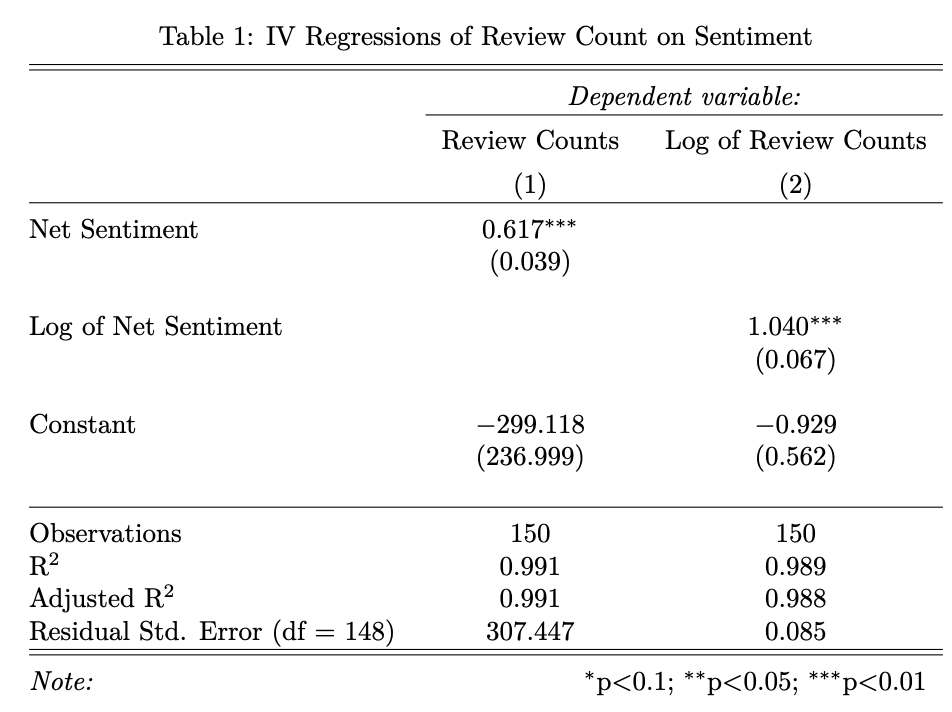 Table 1: IV Regressions of Review Count on Sentiment
Dependent variable:
Review Counts Log of Review Counts
(1) (2)
Net Sentiment 0.617***
(0.039)
Log of Net Sentiment 1.040***
(0.067)
Constant −299.118 −0.929
(236.999) (0.562)
Observations 150 150
R² 0.991 0.989
Adjusted R² 0.991 0.988
Residual Std. Error (df = 148) 307.447 0.085
Note: *p<0.1; **p<0.05; ***p<0.01